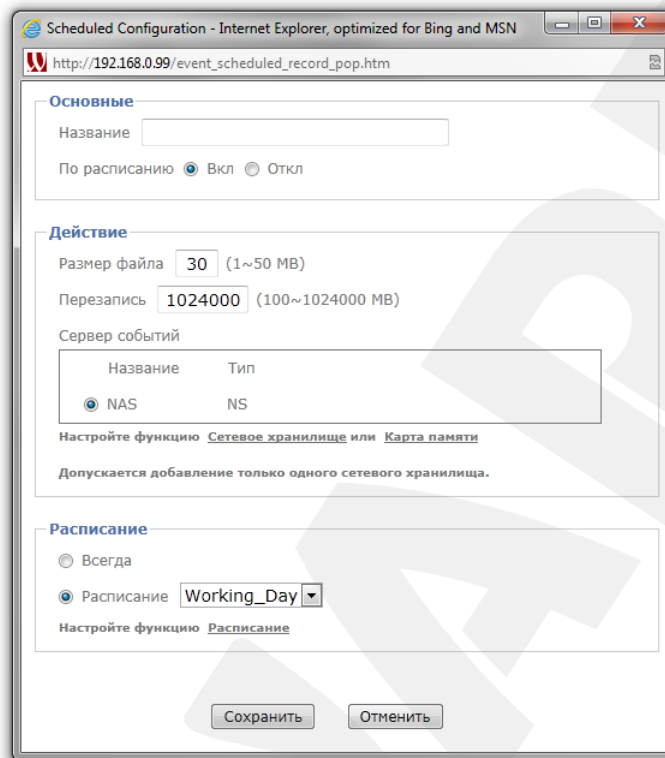 Scheduled Configuration - Internet Explorer, optimized for Bing and MSN
http://192.168.0.99/event_scheduled_record_pop.htm
Основные
Название
По расписанию Вкл Откл
Действие
Размер файла 30 (1~50 MB)
Перезапись 1024000 (100~1024000 MB)
Сервер событий
Название Тип
NAS NS
Настройте функцию Сетевое хранилище или Карта памяти
Допускается добавление только одного сетевого хранилища.
Расписание
Всегда
Расписание Working_Day
Настройте функцию Расписание
Сохранить Отменить